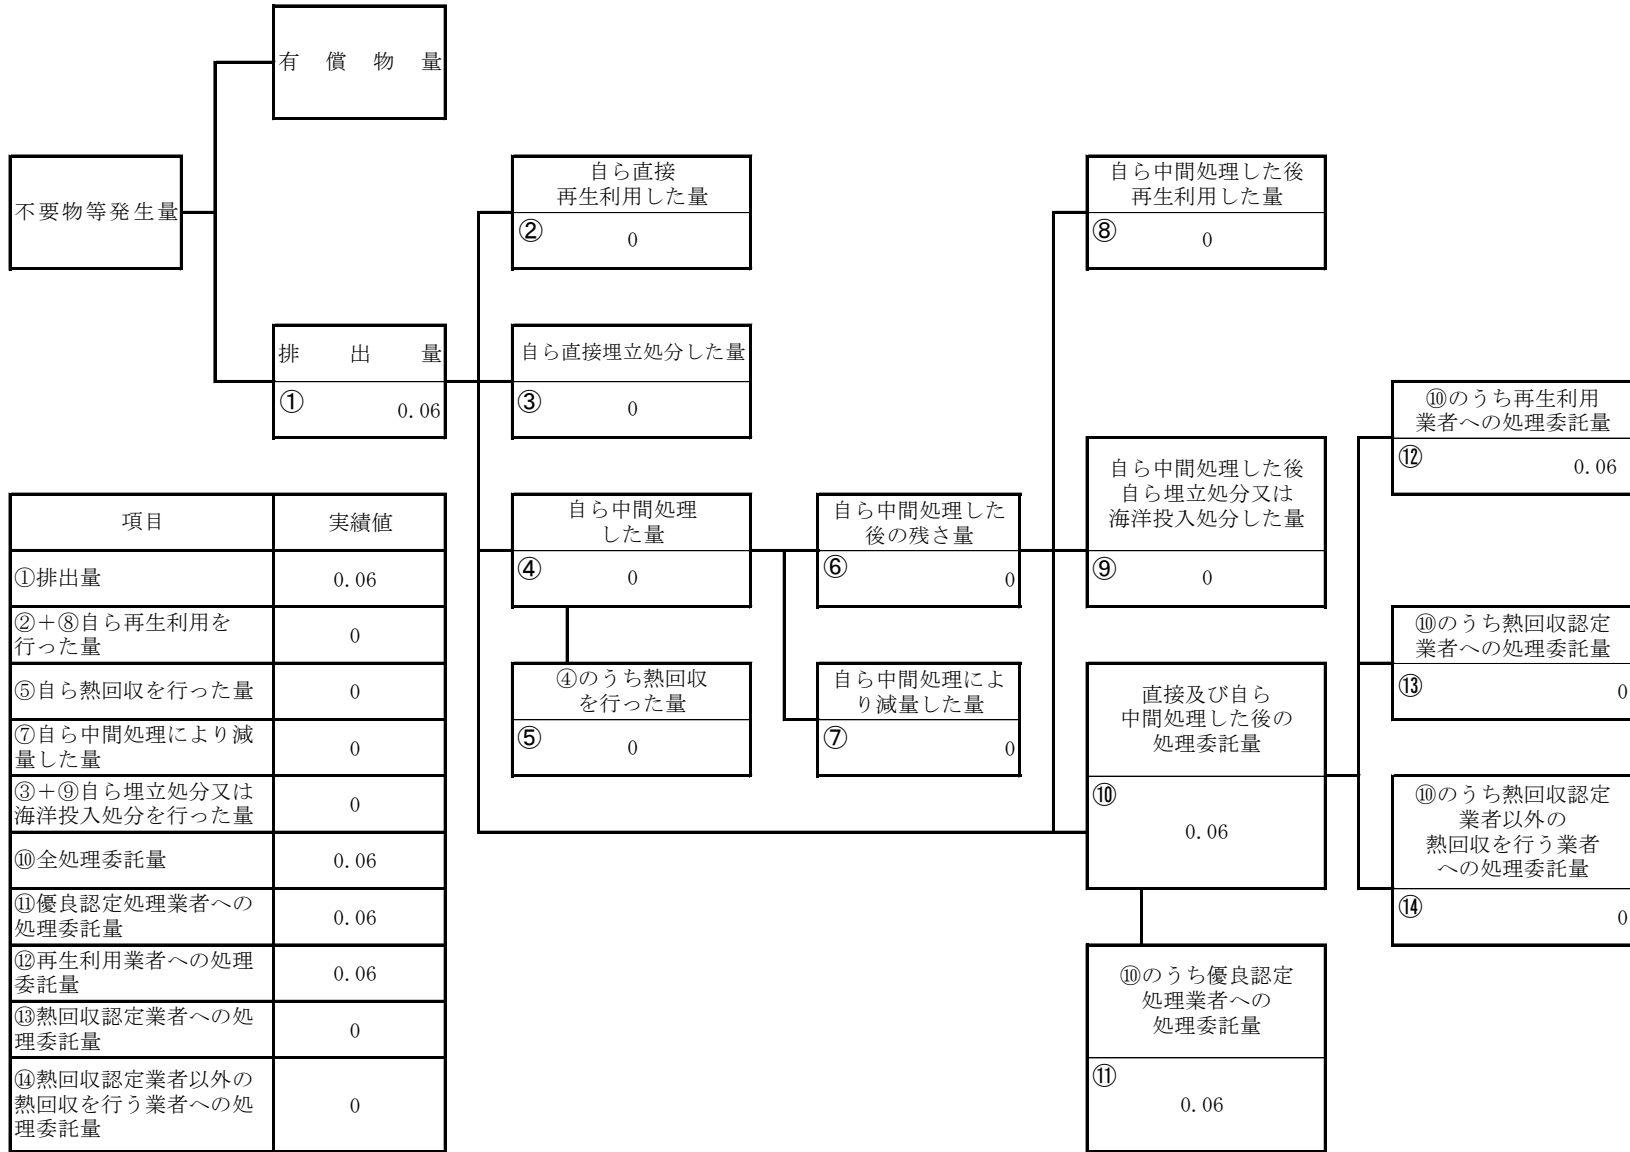 有償物量
不要物等発生量
排出量
①
0.06
自ら直接
再生利用した量
②
0
自ら直接埋立処分した量
③
0
自ら中間処理
した量
④
0
④のうち熱回収
を行った量
⑤
0
自ら中間処理した
後の残さ量
⑥
0
自ら中間処理によ
り減量した量
⑦
0
自ら中間処理した後
再生利用した量
⑧
0
自ら中間処理した後
自ら埋立処分又は
海洋投入処分した量
⑨
0
直接及び自ら
中間処理した後の
処理委託量
⑩
0.06
⑩のうち優良認定
処理業者への
処理委託量
⑪
0.06
⑩のうち再生利用
業者への処理委託量
⑫
0.06
⑩のうち熱回収認定
業者への処理委託量
⑬
0
⑩のうち熱回収認定
業者以外の
熱回収を行う業者
への処理委託量
⑭
0
項目
実績値
①排出量
0.06
②+⑧自ら再生利用を
行った量
0
⑤自ら熱回収を行った量
0
⑦自ら中間処理により減
量した量
0
③+⑨自ら埋立処分又は
海洋投入処分を行った量
0
⑩全処理委託量
0.06
⑪優良認定処理業者への
処理委託量
0.06
⑫再生利用業者への処理
委託量
0.06
⑬熱回収認定業者への処
理委託量
0
⑭熱回収認定業者以外の
熱回収を行う業者への処
理委託量
0